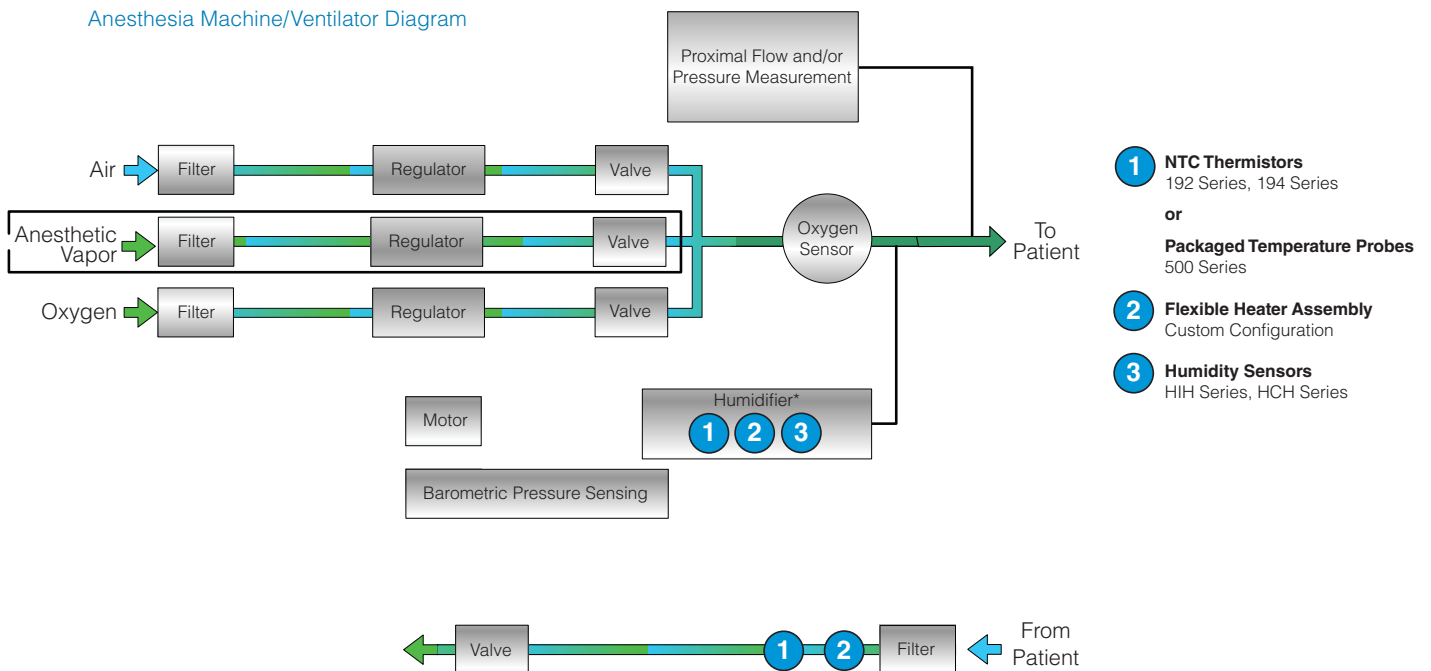 Anesthesia Machine/Ventilator Diagram
Proximal Flow and/or
Pressure Measurement
Air
Filter
Regulator
Valve
Anesthetic
Vapor
Filter
Regulator
Valve
Oxygen
Sensor
To
Patient
Oxygen
Filter
Regulator
Valve
1
NTC Thermistors
192 Series, 194 Series
or
Packaged Temperature Probes
500 Series
2
Flexible Heater Assembly
Custom Configuration
3
Humidity Sensors
HIH Series, HCH Series
Motor
Humidifier*
1 2 3
Barometric Pressure Sensing
Valve
1
2
Filter
From
Patient